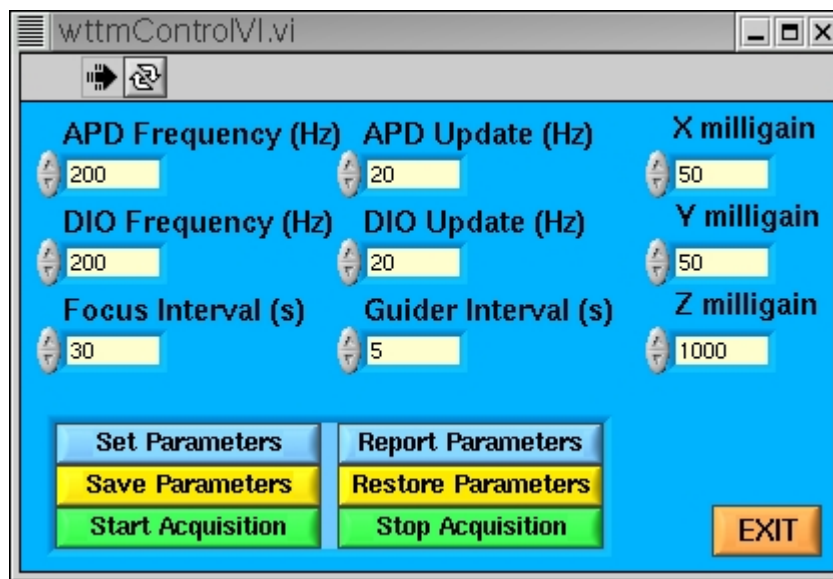 wttmControlVI.vi
APD Frequency (Hz) APD Update (Hz) X milligain
200 20 50
DIO Frequency (Hz) DIO Update (Hz) Y milligain
200 20 50
Focus Interval (s) Guider Interval (s) Z milligain
30 5 1000
Set Parameters Report Parameters
Save Parameters Restore Parameters
Start Acquisition Stop Acquisition
EXIT